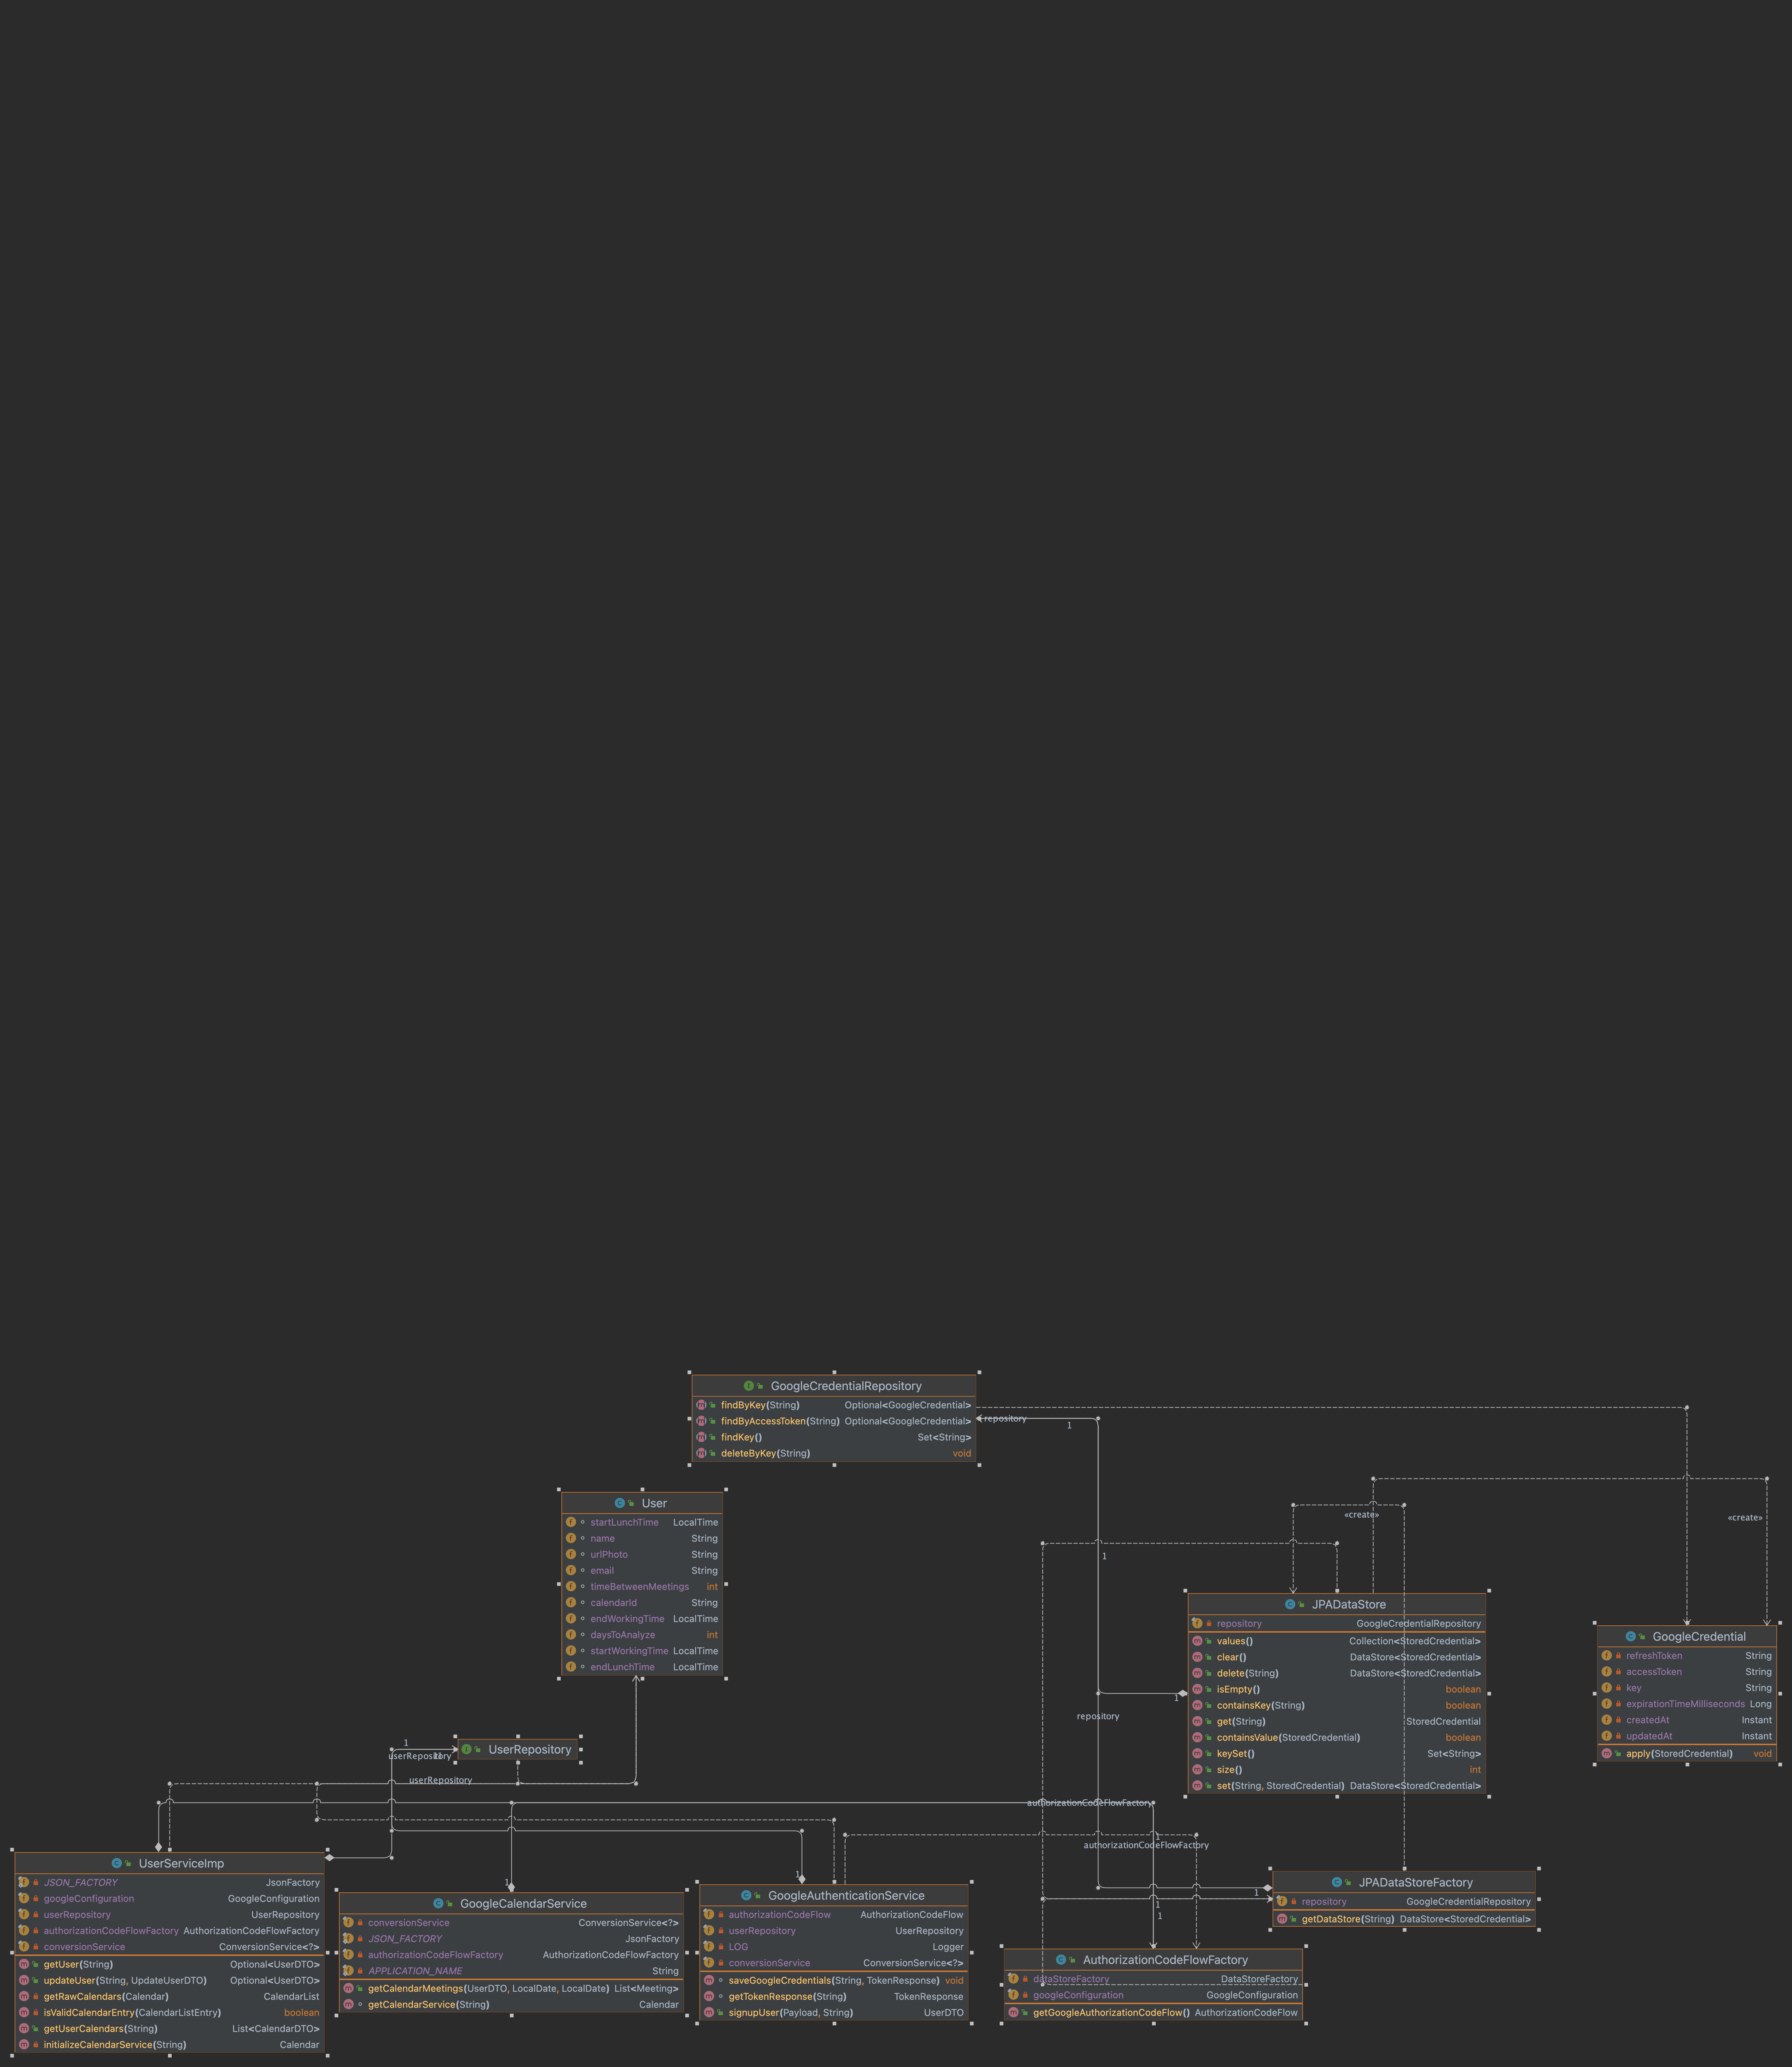 GoogleCredentialRepository
findByKey(String) Optional<GoogleCredential>
findByAccessToken(String) Optional<GoogleCredential>
findKey() Set<String>
deleteByKey(String) void
repository
1
User
startLunchTime LocalTime
name String
urlPhoto String
email String
timeBetweenMeetings int
calendarId String
endWorkingTime LocalTime
daysToAnalyze int
startWorkingTime LocalTime
endLunchTime LocalTime
«create»
«create»
1
JPADataStore
repository GoogleCredentialRepository
values() Collection<StoredCredential>
clear() DataStore<StoredCredential>
delete(String) DataStore<StoredCredential>
isEmpty() boolean
containsKey(String) boolean
get(String) StoredCredential
containsValue(StoredCredential) boolean
keySet() Set<String>
size() int
set(String, StoredCredential) DataStore<StoredCredential>
1
repository
GoogleCredential
refreshToken String
accessToken String
key String
expirationTimeMilliseconds Long
createdAt Instant
updatedAt Instant
apply(StoredCredential) void
1
userRepository
UserRepository
userRepository
authorizationCodeFlowFactory
1
authorizationCodeFlowFactory
UserServiceImp
JSON_FACTORY JsonFactory
googleConfiguration GoogleConfiguration
userRepository UserRepository
authorizationCodeFlowFactory AuthorizationCodeFlowFactory
conversionService ConversionService<?>
getUser(String) Optional<UserDTO>
updateUser(String, UpdateUserDTO) Optional<UserDTO>
getRawCalendars(Calendar) CalendarList
isValidCalendarEntry(CalendarListEntry) boolean
getUserCalendars(String) List<CalendarDTO>
initializeCalendarService(String) Calendar
1
GoogleCalendarService
conversionService ConversionService<?>
JSON_FACTORY JsonFactory
authorizationCodeFlowFactory AuthorizationCodeFlowFactory
APPLICATION_NAME String
getCalendarMeetings(UserDTO, LocalDate, LocalDate) List<Meeting>
getCalendarService(String) Calendar
1
GoogleAuthenticationService
authorizationCodeFlow AuthorizationCodeFlow
userRepository UserRepository
LOG Logger
conversionService ConversionService<?>
saveGoogleCredentials(String, TokenResponse) void
getTokenResponse(String) TokenResponse
signupUser(Payload, String) UserDTO
1
JPADataStoreFactory
repository GoogleCredentialRepository
getDataStore(String) DataStore<StoredCredential>
1
1
AuthorizationCodeFlowFactory
dataStoreFactory DataStoreFactory
googleConfiguration GoogleConfiguration
getGoogleAuthorizationCodeFlow() AuthorizationCodeFlow